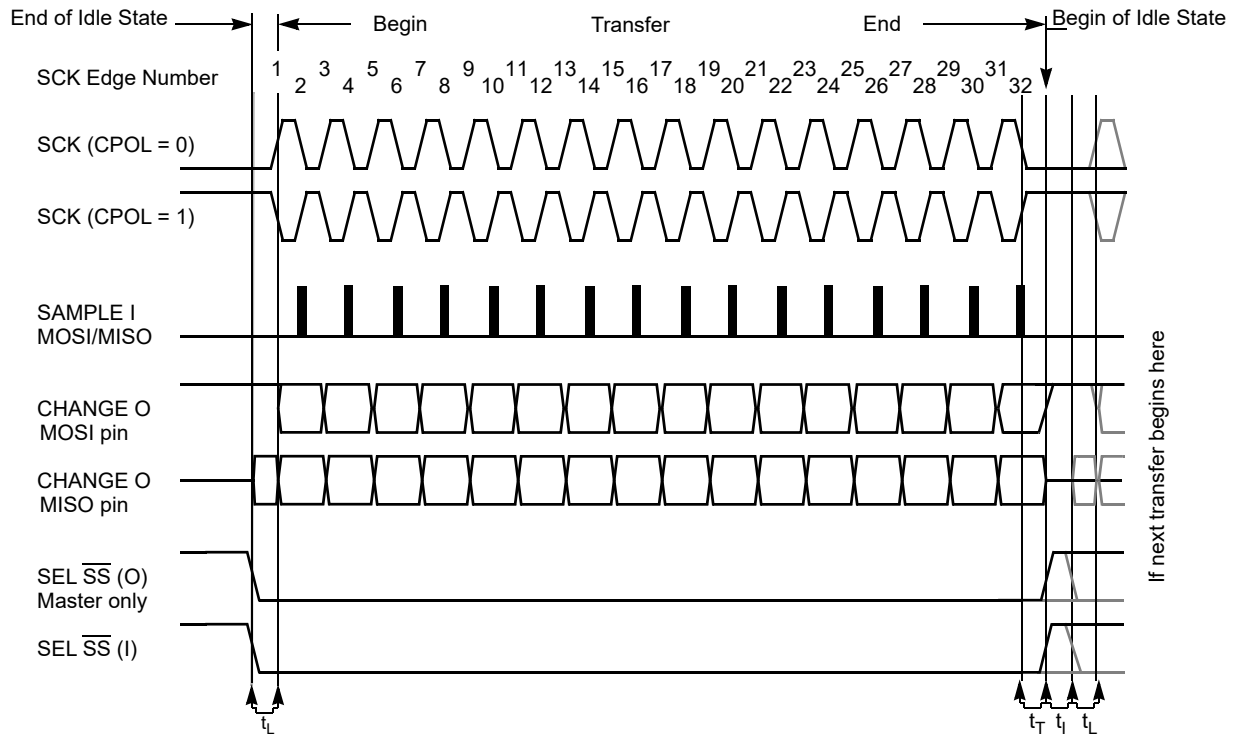 End of Idle State
Begin
Transfer
End
Begin of Idle State
SCK Edge Number
1 3 5 7 9 11 13 15 17 19 21 23 25 27 29 31
2 4 6 8 10 12 14 16 18 20 22 24 26 28 30 32
SCK (CPOL = 0)
SCK (CPOL = 1)
SAMPLE I
MOSI/MISO
CHANGE O
MOSI pin
CHANGE O
MISO pin
SEL S̅S̅ (O)
Master only
SEL S̅S̅ (I)
tL
tT tI tL
If next transfer begins here